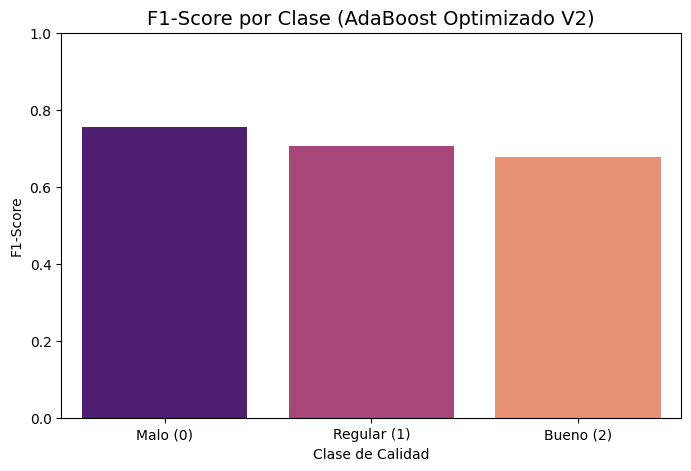 F1-Score por Clase (AdaBoost Optimizado V2)
1.0
0.8
0.6
0.4
0.2
0.0
F1-Score
Malo (0)
Regular (1)
Bueno (2)
Clase de Calidad